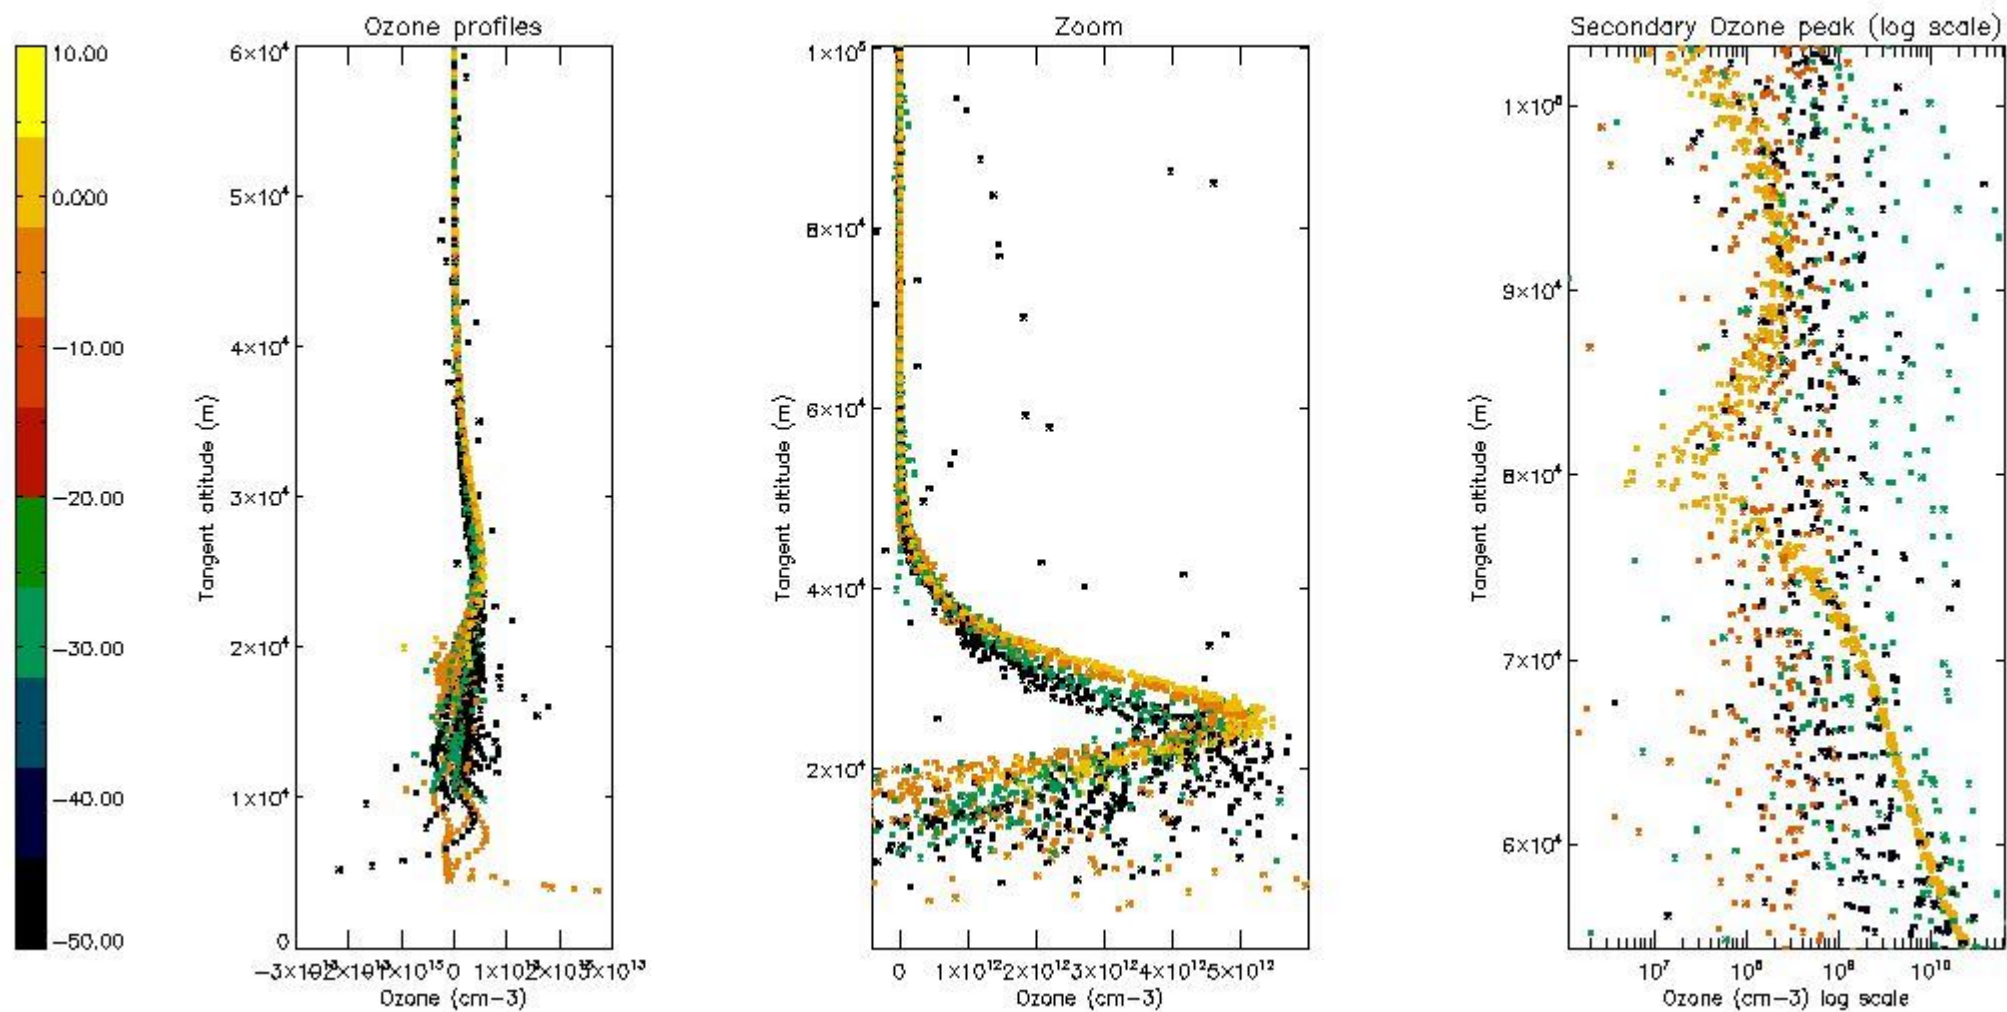 Ozone profiles
Zoom
Secondary Ozone peak (log scale)
10.00
0.000
−10.00
−20.00
−30.00
−40.00
−50.00
6×10⁴
5×10⁴
4×10⁴
3×10⁴
2×10⁴
1×10⁴
0
Tangent altitude (m)
0
Ozone (cm−3)
1×10⁵
8×10⁴
6×10⁴
4×10⁴
2×10⁴
Tangent altitude (m)
0 1×10¹² 2×10¹² 3×10¹² 4×10¹² 5×10¹²
Ozone (cm−3)
9×10⁴
8×10⁴
7×10⁴
6×10⁴
Tangent altitude (m)
10⁷ 10⁸ 10⁹ 10¹⁰
Ozone (cm−3) log scale